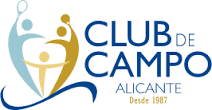 CLUB DE
CAMPO
ALICANTE
Desde 1987